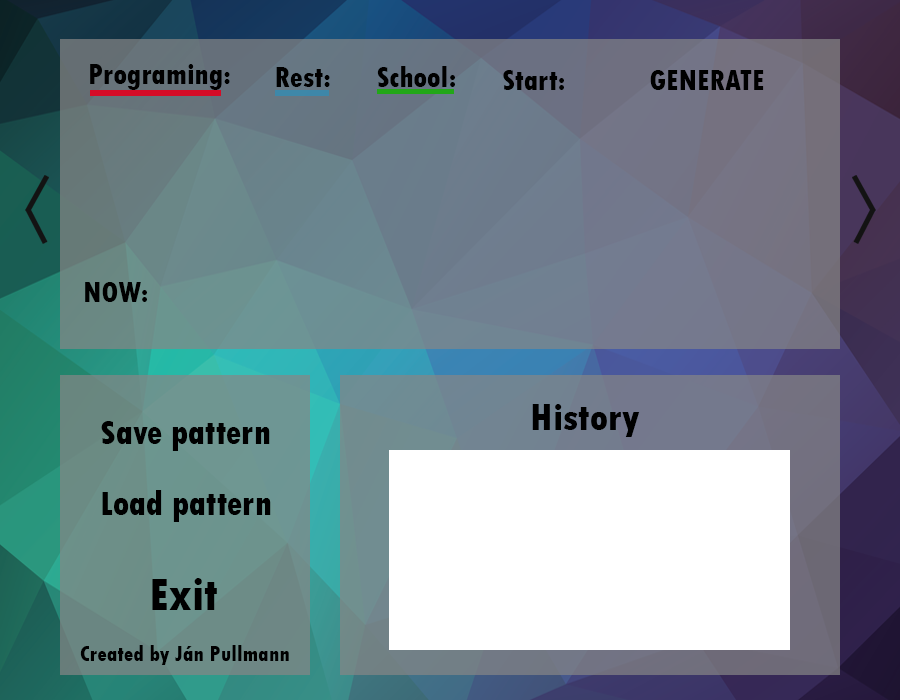 Programing: Rest: School: Start: GENERATE
NOW:
Save pattern
Load pattern
Exit
Created by Ján Pullmann
History